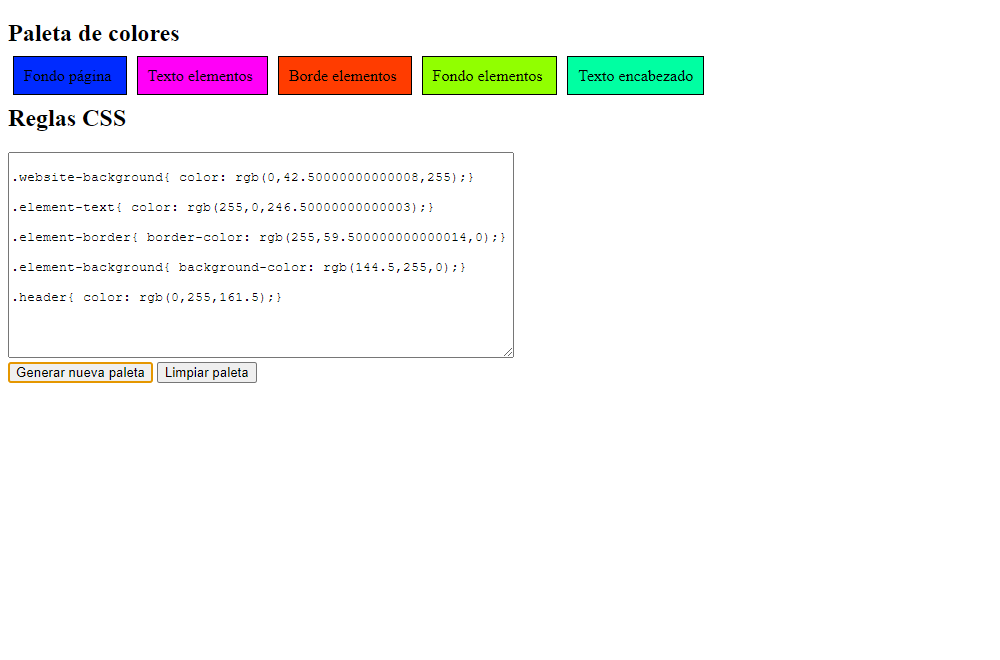 Paleta de colores
Fondo página Texto elementos Borde elementos Fondo elementos Texto encabezado
Reglas CSS
.website-background{ color: rgb(0,42.50000000000008,255);}
.element-text{ color: rgb(255,0,246.50000000000003);}
.element-border{ border-color: rgb(255,59.500000000000014,0);}
.element-background{ background-color: rgb(144.5,255,0);}
.header{ color: rgb(0,255,161.5);}
Generar nueva paleta Limpiar paleta